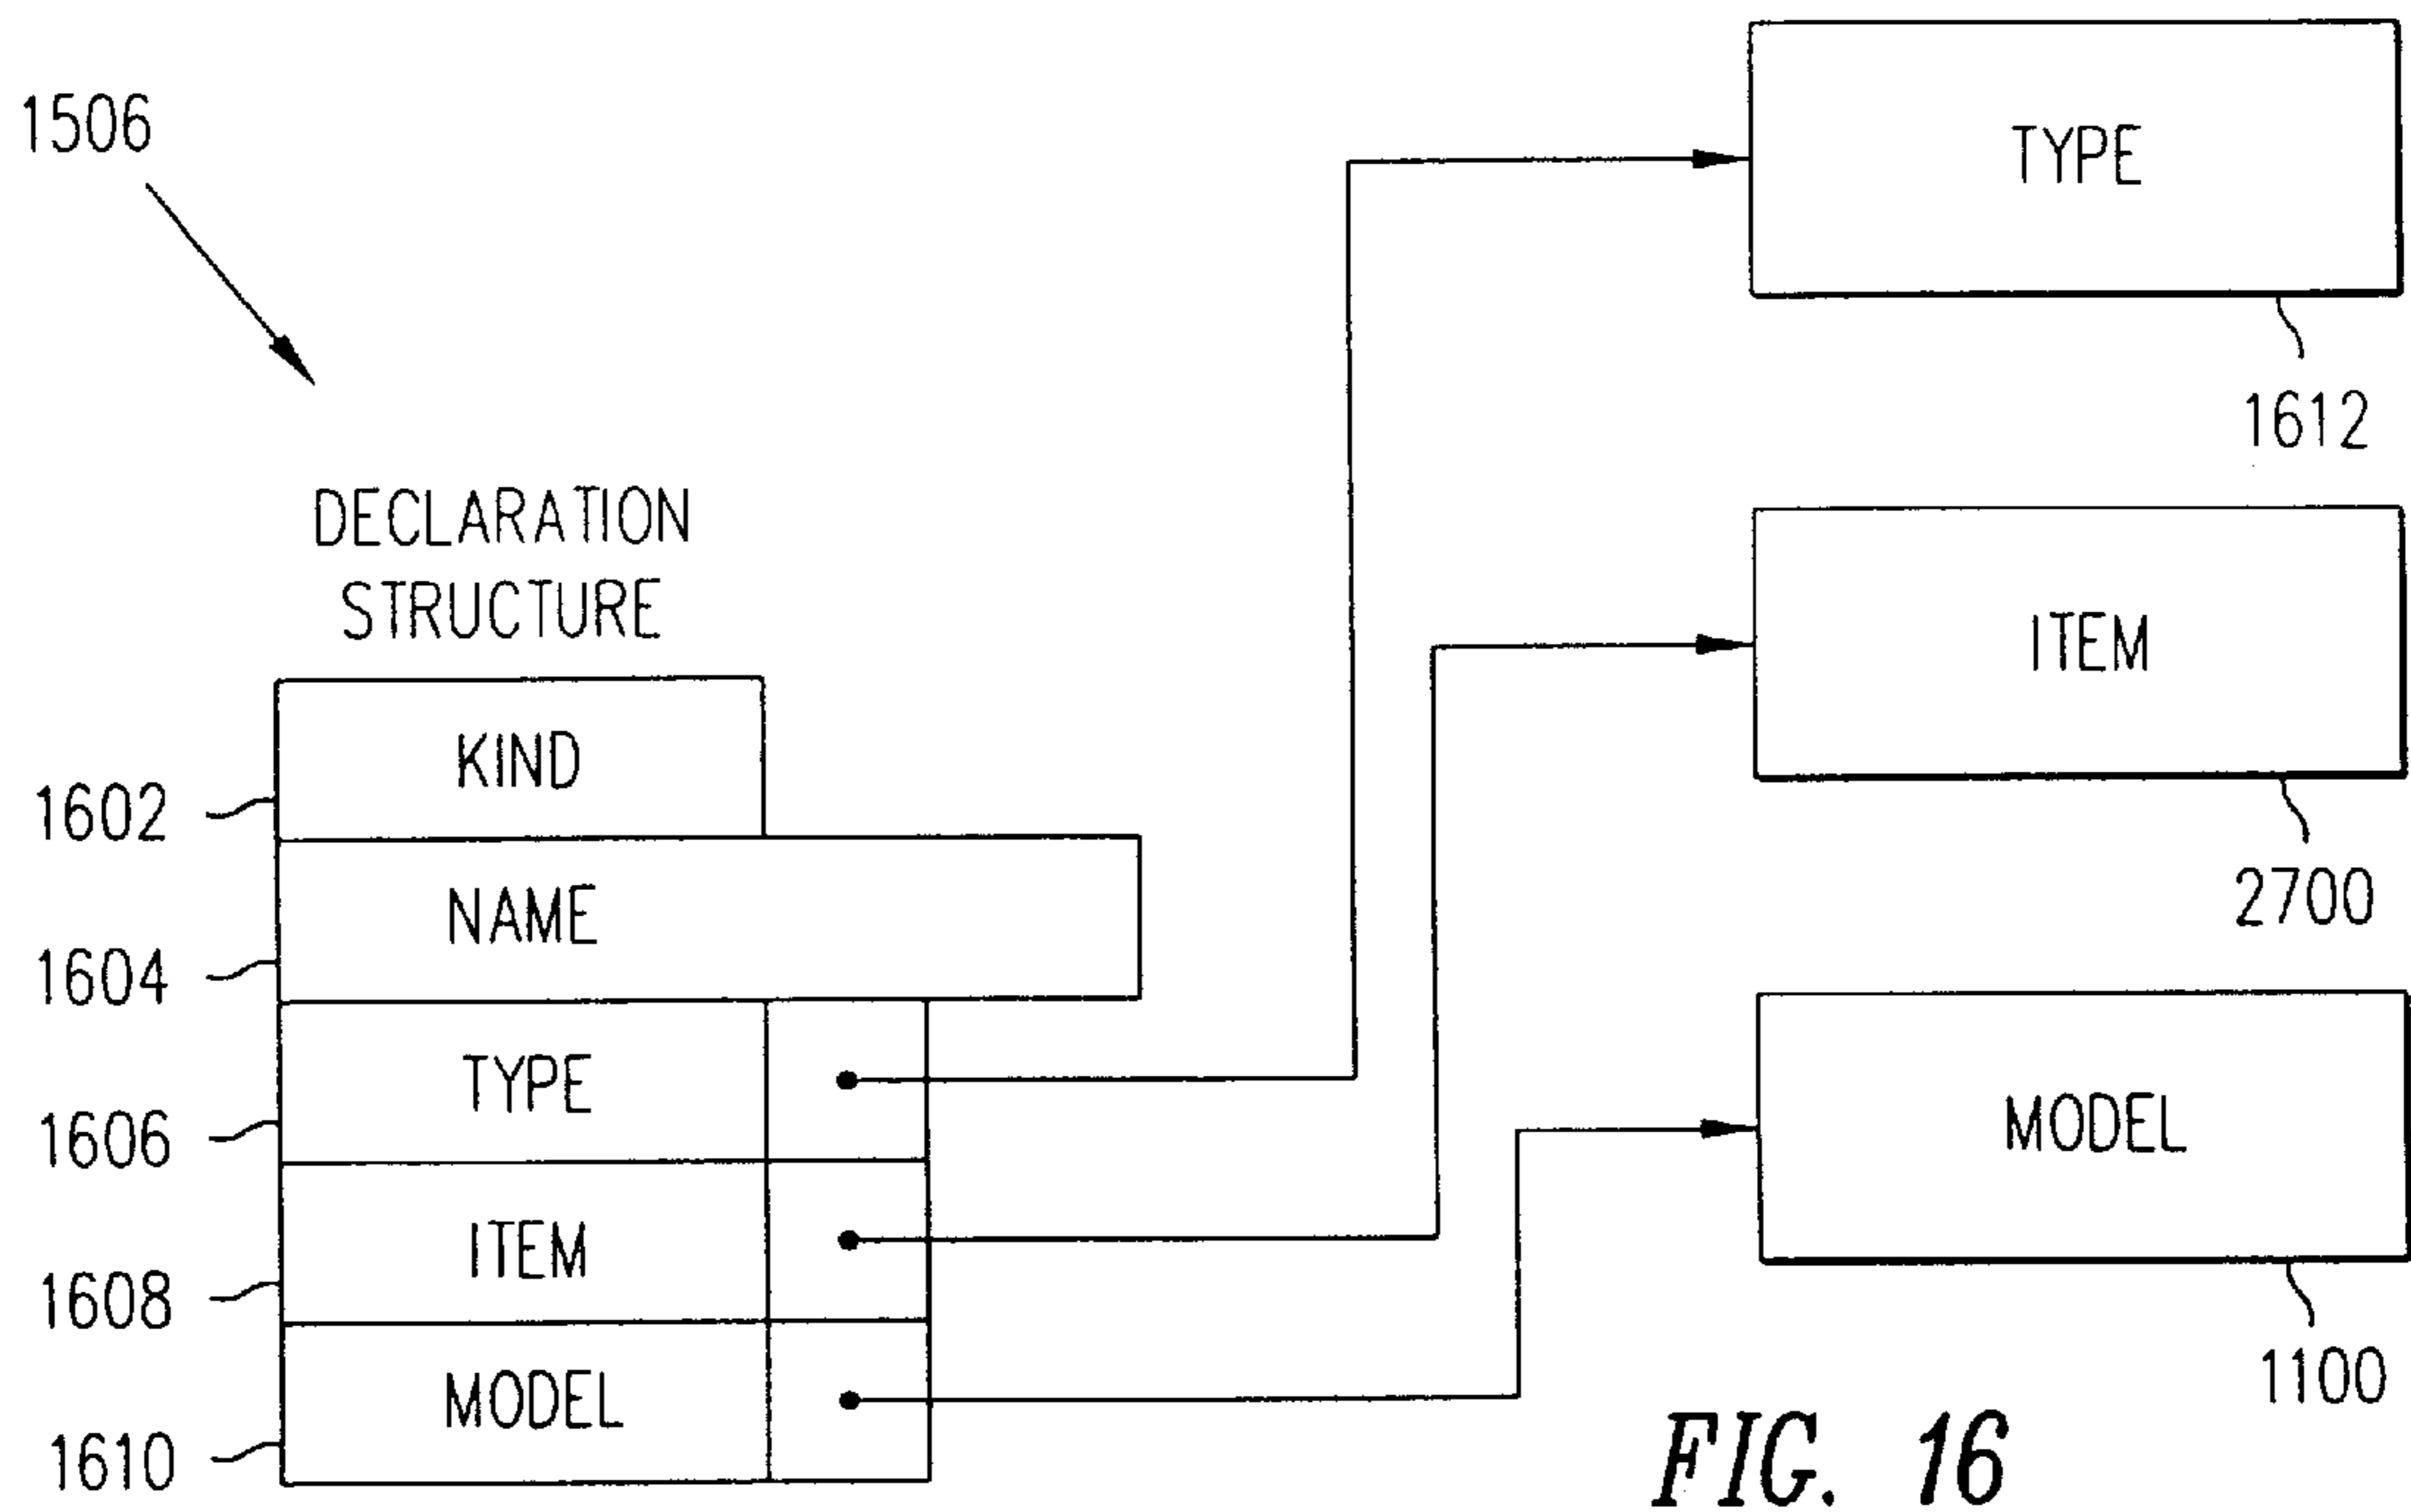 1506
DECLARATION
STRUCTURE
KIND
1602
NAME
1604
TYPE
1606
ITEM
1608
MODEL
1610
TYPE
1612
ITEM
2700
MODEL
1100
FIG. 16